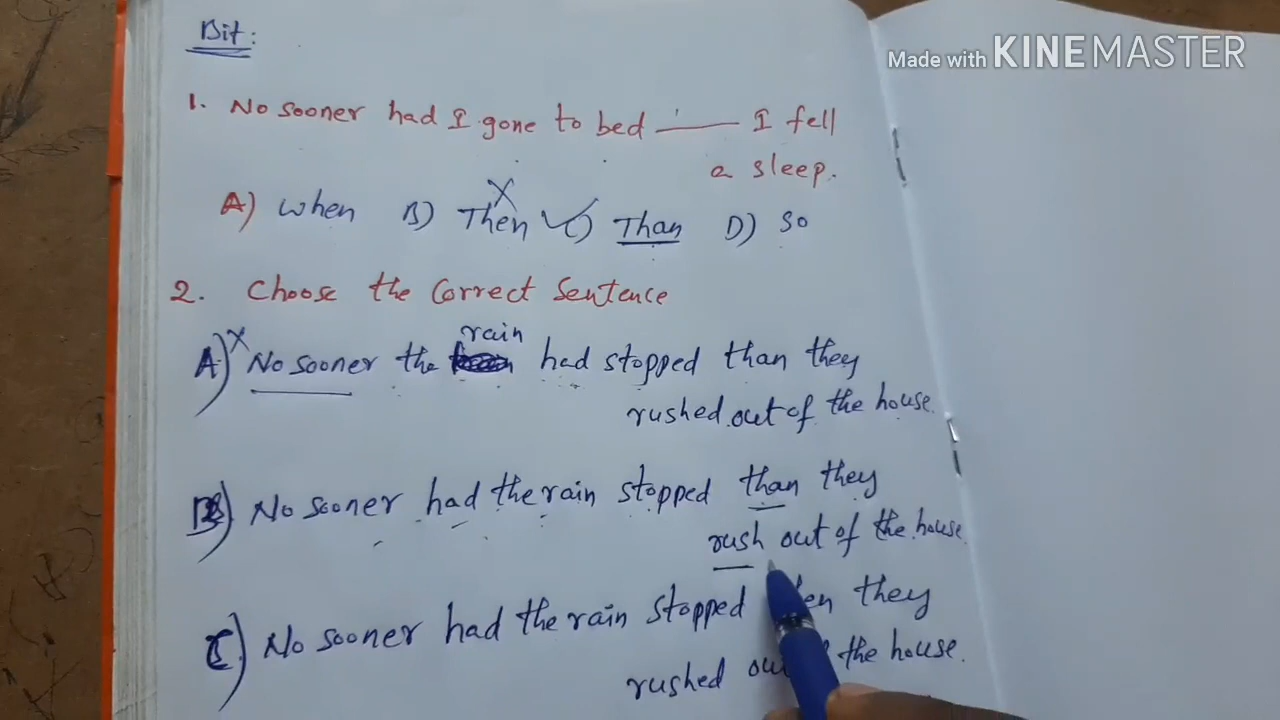 Bit:
Made with KINEMASTER
1. No sooner had I gone to bed —— I fell
a sleep.
A) when B) Then C) Than D) So
2. Choose the Correct Sentence
A) No sooner the rain had stopped than they
rushed out of the house.
B) No sooner had the rain stopped than they
rush out of the house.
C) No sooner had the rain stopped they
rushed the house.